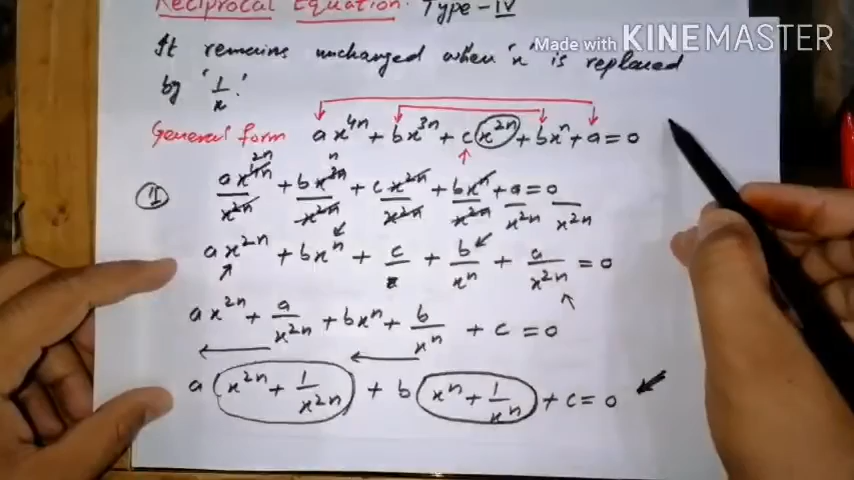 Reciprocal Equation. Type-IV
Made with KINEMASTER
It remains unchanged when 'x' is replaced
by '1/x.'
General form ax^4n + bx^3n + cx^2n + bx^n + a = 0
① ax^4n/x^2n + bx^3n/x^2n + cx^2n/x^2n + bx^n/x^2n + a/x^2n = 0/x^2n
ax^2n + bx^n + c + b/x^n + a/x^2n = 0
ax^2n + a/x^2n + bx^n + b/x^n + c = 0
a (x^2n + 1/x^2n) + b (x^n + 1/x^n) + c = 0